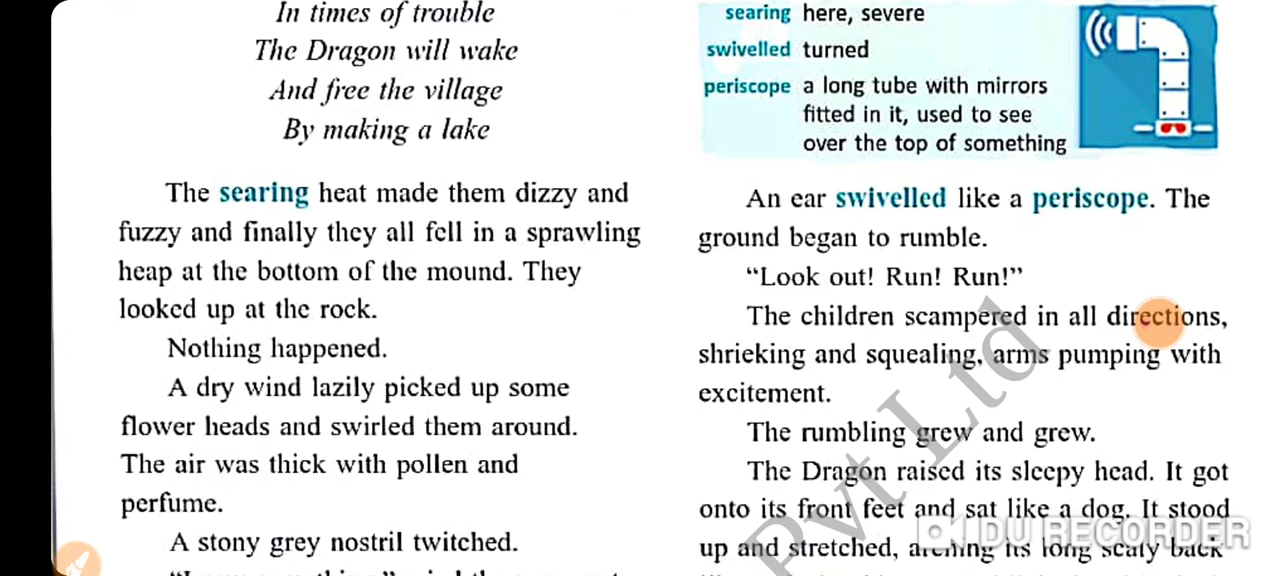 In times of trouble
The Dragon will wake
And free the village
By making a lake
The searing heat made them dizzy and
fuzzy and finally they all fell in a sprawling
heap at the bottom of the mound. They
looked up at the rock.
Nothing happened.
A dry wind lazily picked up some
flower heads and swirled them around.
The air was thick with pollen and
perfume.
A stony grey nostril twitched.
searing here, severe
swivelled turned
periscope a long tube with mirrors
fitted in it, used to see
over the top of something
An ear swivelled like a periscope. The
ground began to rumble.
“Look out! Run! Run!”
The children scampered in all directions,
shrieking and squealing, arms pumping with
excitement.
The rumbling grew and grew.
The Dragon raised its sleepy head. It got
onto its front feet and sat like a dog. It stood
up and stretched, arching its long scaly back
Pvt Ltd
DU RECORDER